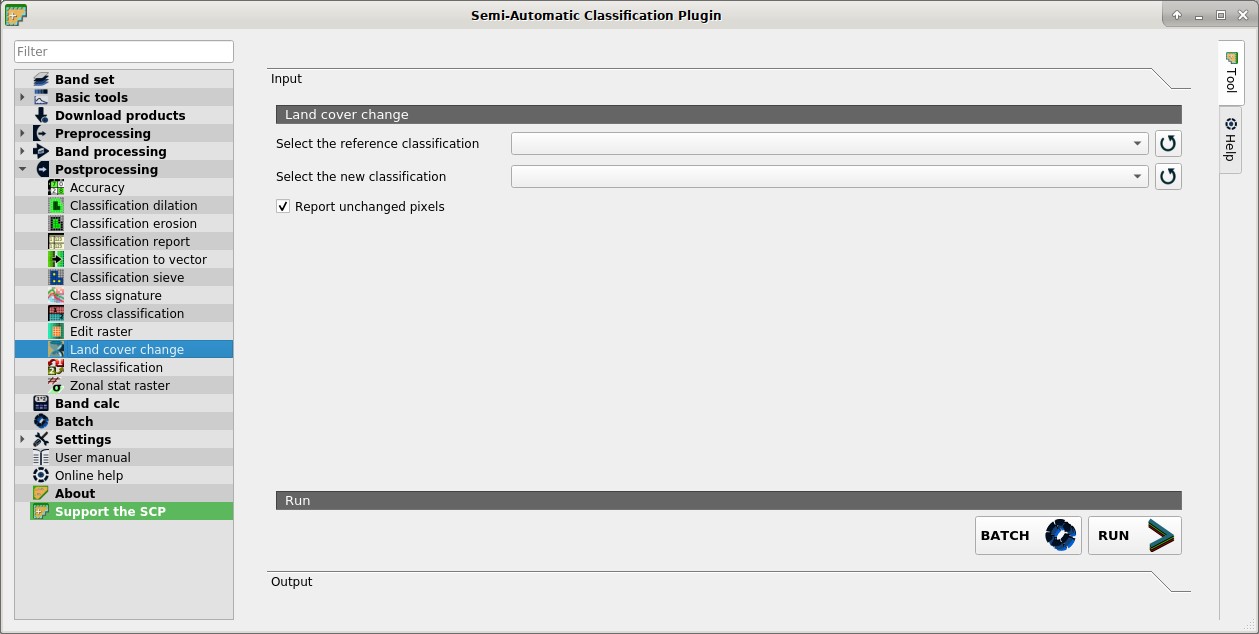 Semi-Automatic Classification Plugin
Filter
Band set
Basic tools
Download products
Preprocessing
Band processing
Postprocessing
Accuracy
Classification dilation
Classification erosion
Classification report
Classification to vector
Classification sieve
Class signature
Cross classification
Edit raster
Land cover change
Reclassification
Zonal stat raster
Band calc
Batch
Settings
User manual
Online help
About
Support the SCP
Input
Land cover change
Select the reference classification
Select the new classification
Report unchanged pixels
Run
BATCH
RUN
Output
Tool
Help